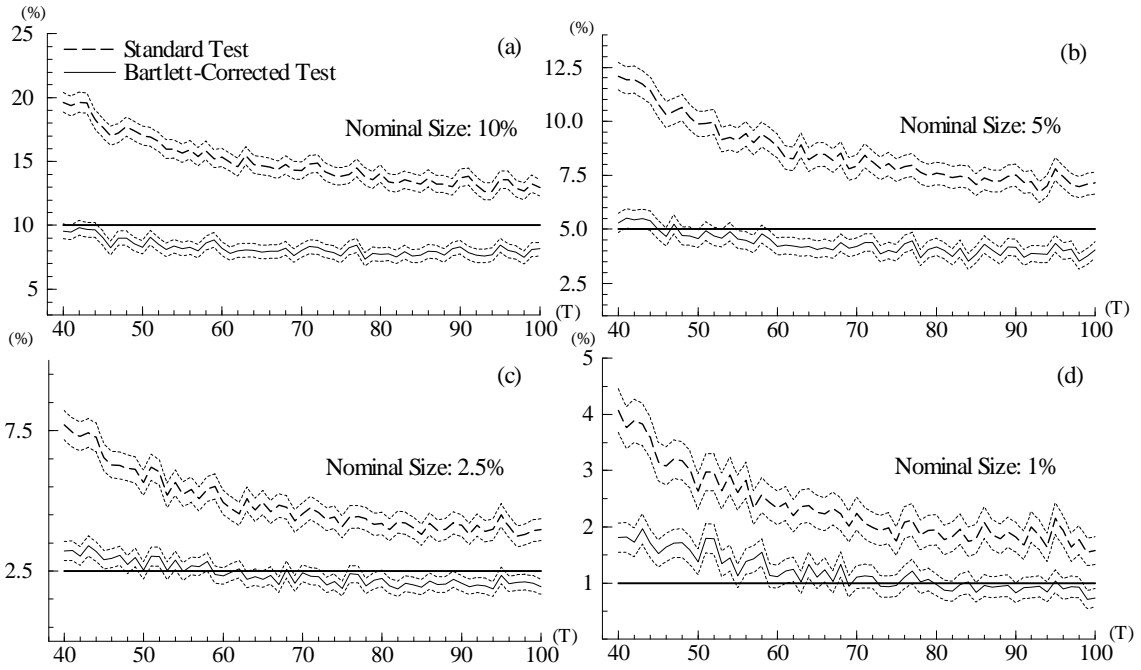 (%)
25
20
15
10
5
(a)
Standard Test
Bartlett-Corrected Test
Nominal Size: 10%
40 50 60 70 80 90 100
(T)
(%)
12.5
10.0
7.5
5.0
2.5
(b)
Nominal Size: 5%
40 50 60 70 80 90 100
(T)
(%)
7.5
2.5
(c)
Nominal Size: 2.5%
40 50 60 70 80 90 100
(T)
(%)
5
4
3
2
1
(d)
Nominal Size: 1%
40 50 60 70 80 90 100
(T)